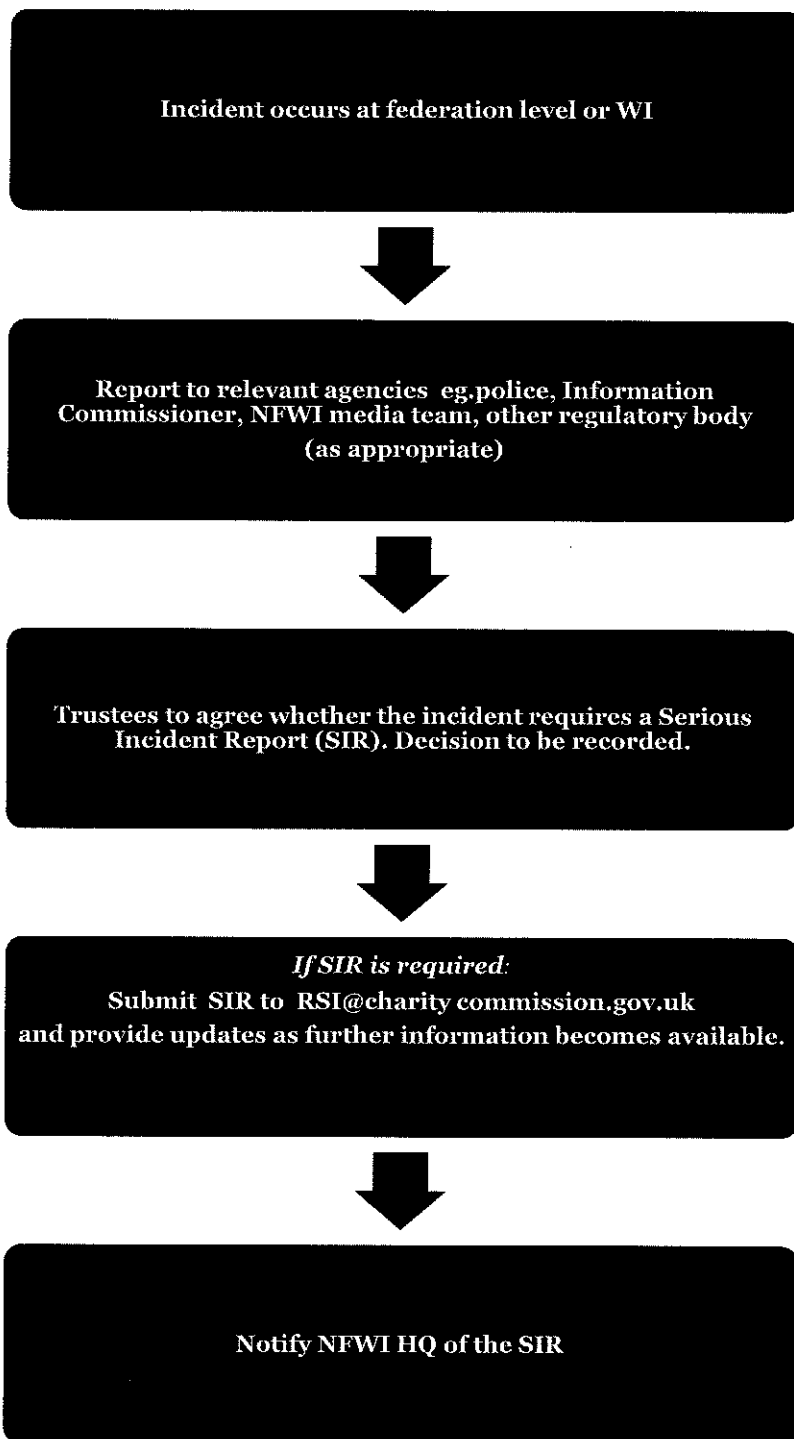 Incident occurs at federation level or WI
Report to relevant agencies eg.police, Information
Commissioner, NFWI media team, other regulatory body
(as appropriate)
Trustees to agree whether the incident requires a Serious
Incident Report (SIR). Decision to be recorded.
If SIR is required:
Submit SIR to RSI@charity commission.gov.uk
and provide updates as further information becomes available.
Notify NFWI HQ of the SIR